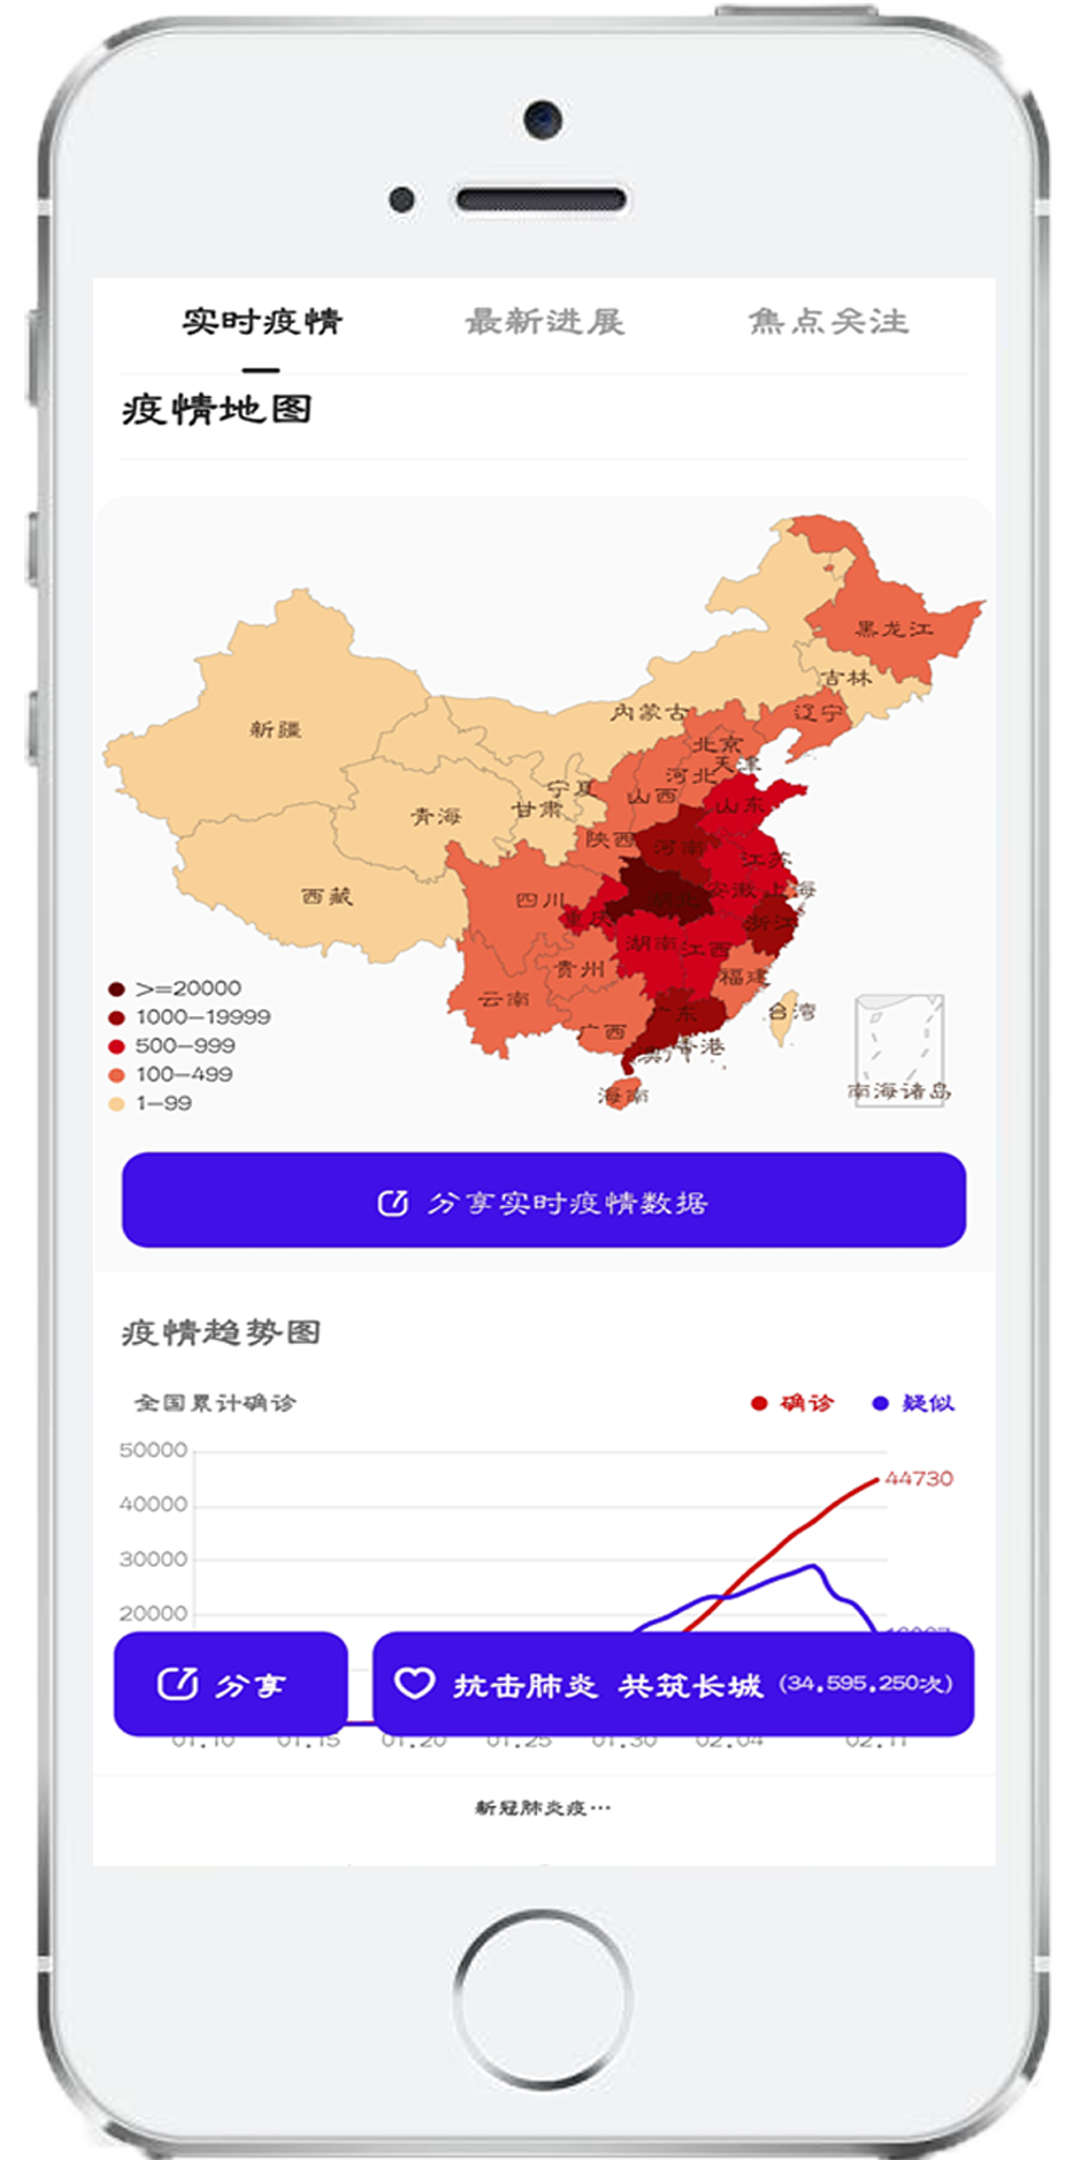 实时疫情 最新进展 焦点关注
疫情地图
黑龙江
吉林
新疆
内蒙古 辽宁
北京
天津
河北
宁夏 山西 山东
青海 甘肃
陕西 河南
江苏
西藏 四川 湖北 安徽 上海
重庆 浙江
湖南 江西
贵州 福建
云南
广西 广东 台湾
澳门 香港
海南 南海诸岛
>=20000
1000-19999
500-999
100-499
1-99
分享实时疫情数据
疫情趋势图
全国累计确诊 确诊 疑似
50000
44730
40000
30000
20000
分享 抗击肺炎 共筑长城 (34,595,250次)
01.10 01.15 01.20 01.25 01.30 02.04 02.11
新冠肺炎疫…